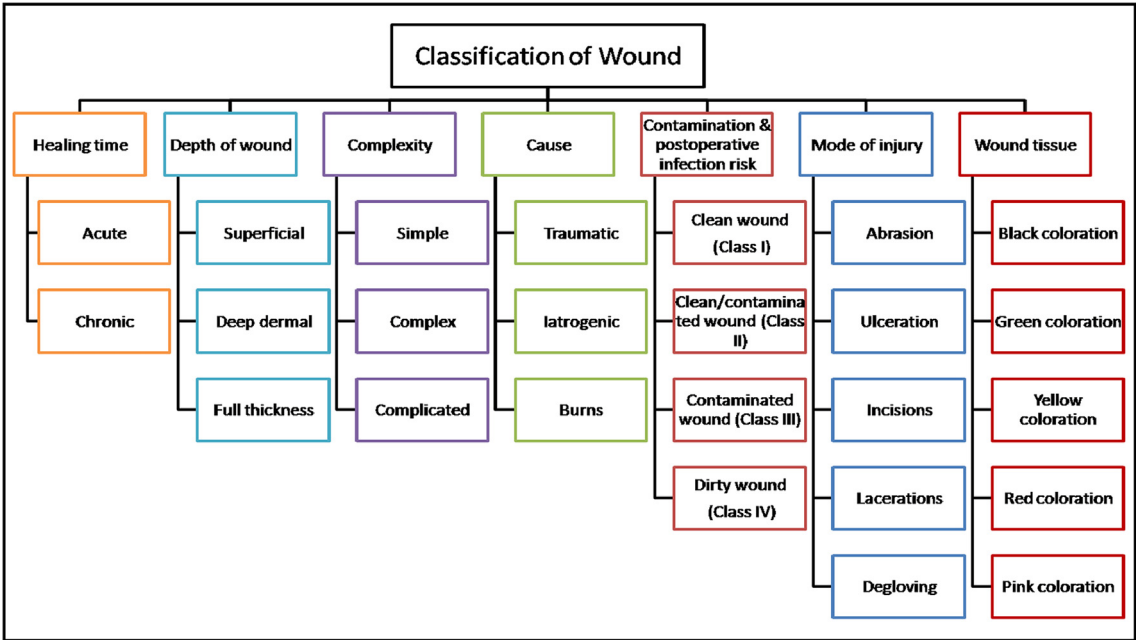 Classification of Wound
Healing time
Acute
Chronic
Depth of wound
Superficial
Deep dermal
Full thickness
Complexity
Simple
Complex
Complicated
Cause
Traumatic
Iatrogenic
Burns
Contamination &
postoperative
infection risk
Clean wound
(Class I)
Clean/contamina
ted wound (Class
II)
Contaminated
wound (Class III)
Dirty wound
(Class IV)
Mode of injury
Abrasion
Ulceration
Incisions
Lacerations
Degloving
Wound tissue
Black coloration
Green coloration
Yellow
coloration
Red coloration
Pink coloration